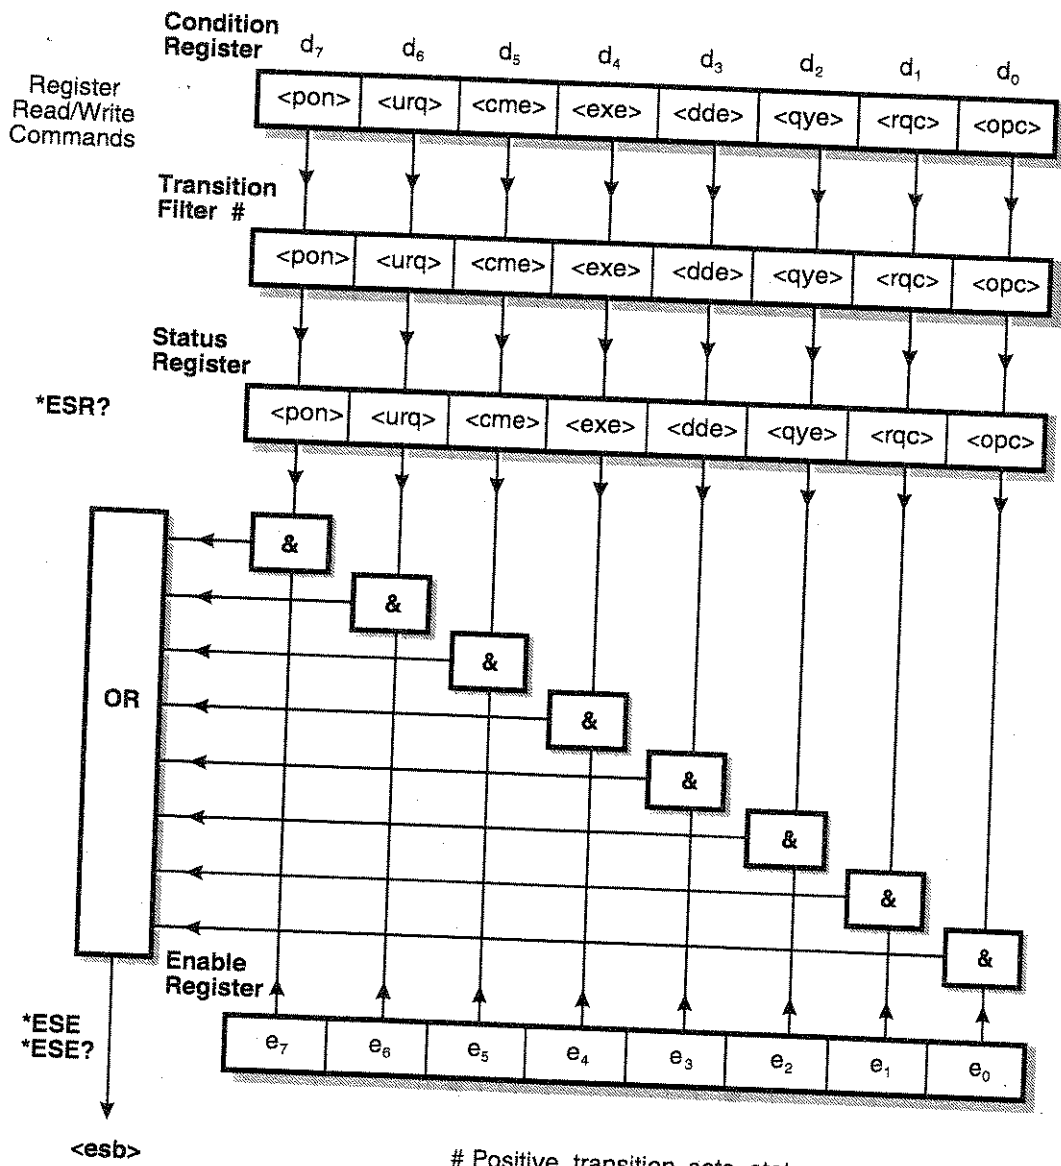 Condition
Register
d7 d6 d5 d4 d3 d2 d1 d0
Register
Read/Write
Commands
<pon> <urq> <cme> <exe> <dde> <qye> <rqc> <opc>
Transition
Filter #
<pon> <urq> <cme> <exe> <dde> <qye> <rqc> <opc>
Status
Register
*ESR?
<pon> <urq> <cme> <exe> <dde> <qye> <rqc> <opc>
&
&
&
OR
&
&
&
&
&
Enable
Register
*ESE
*ESE?
e7 e6 e5 e4 e3 e2 e1 e0
<esb>
# Positive transition sets